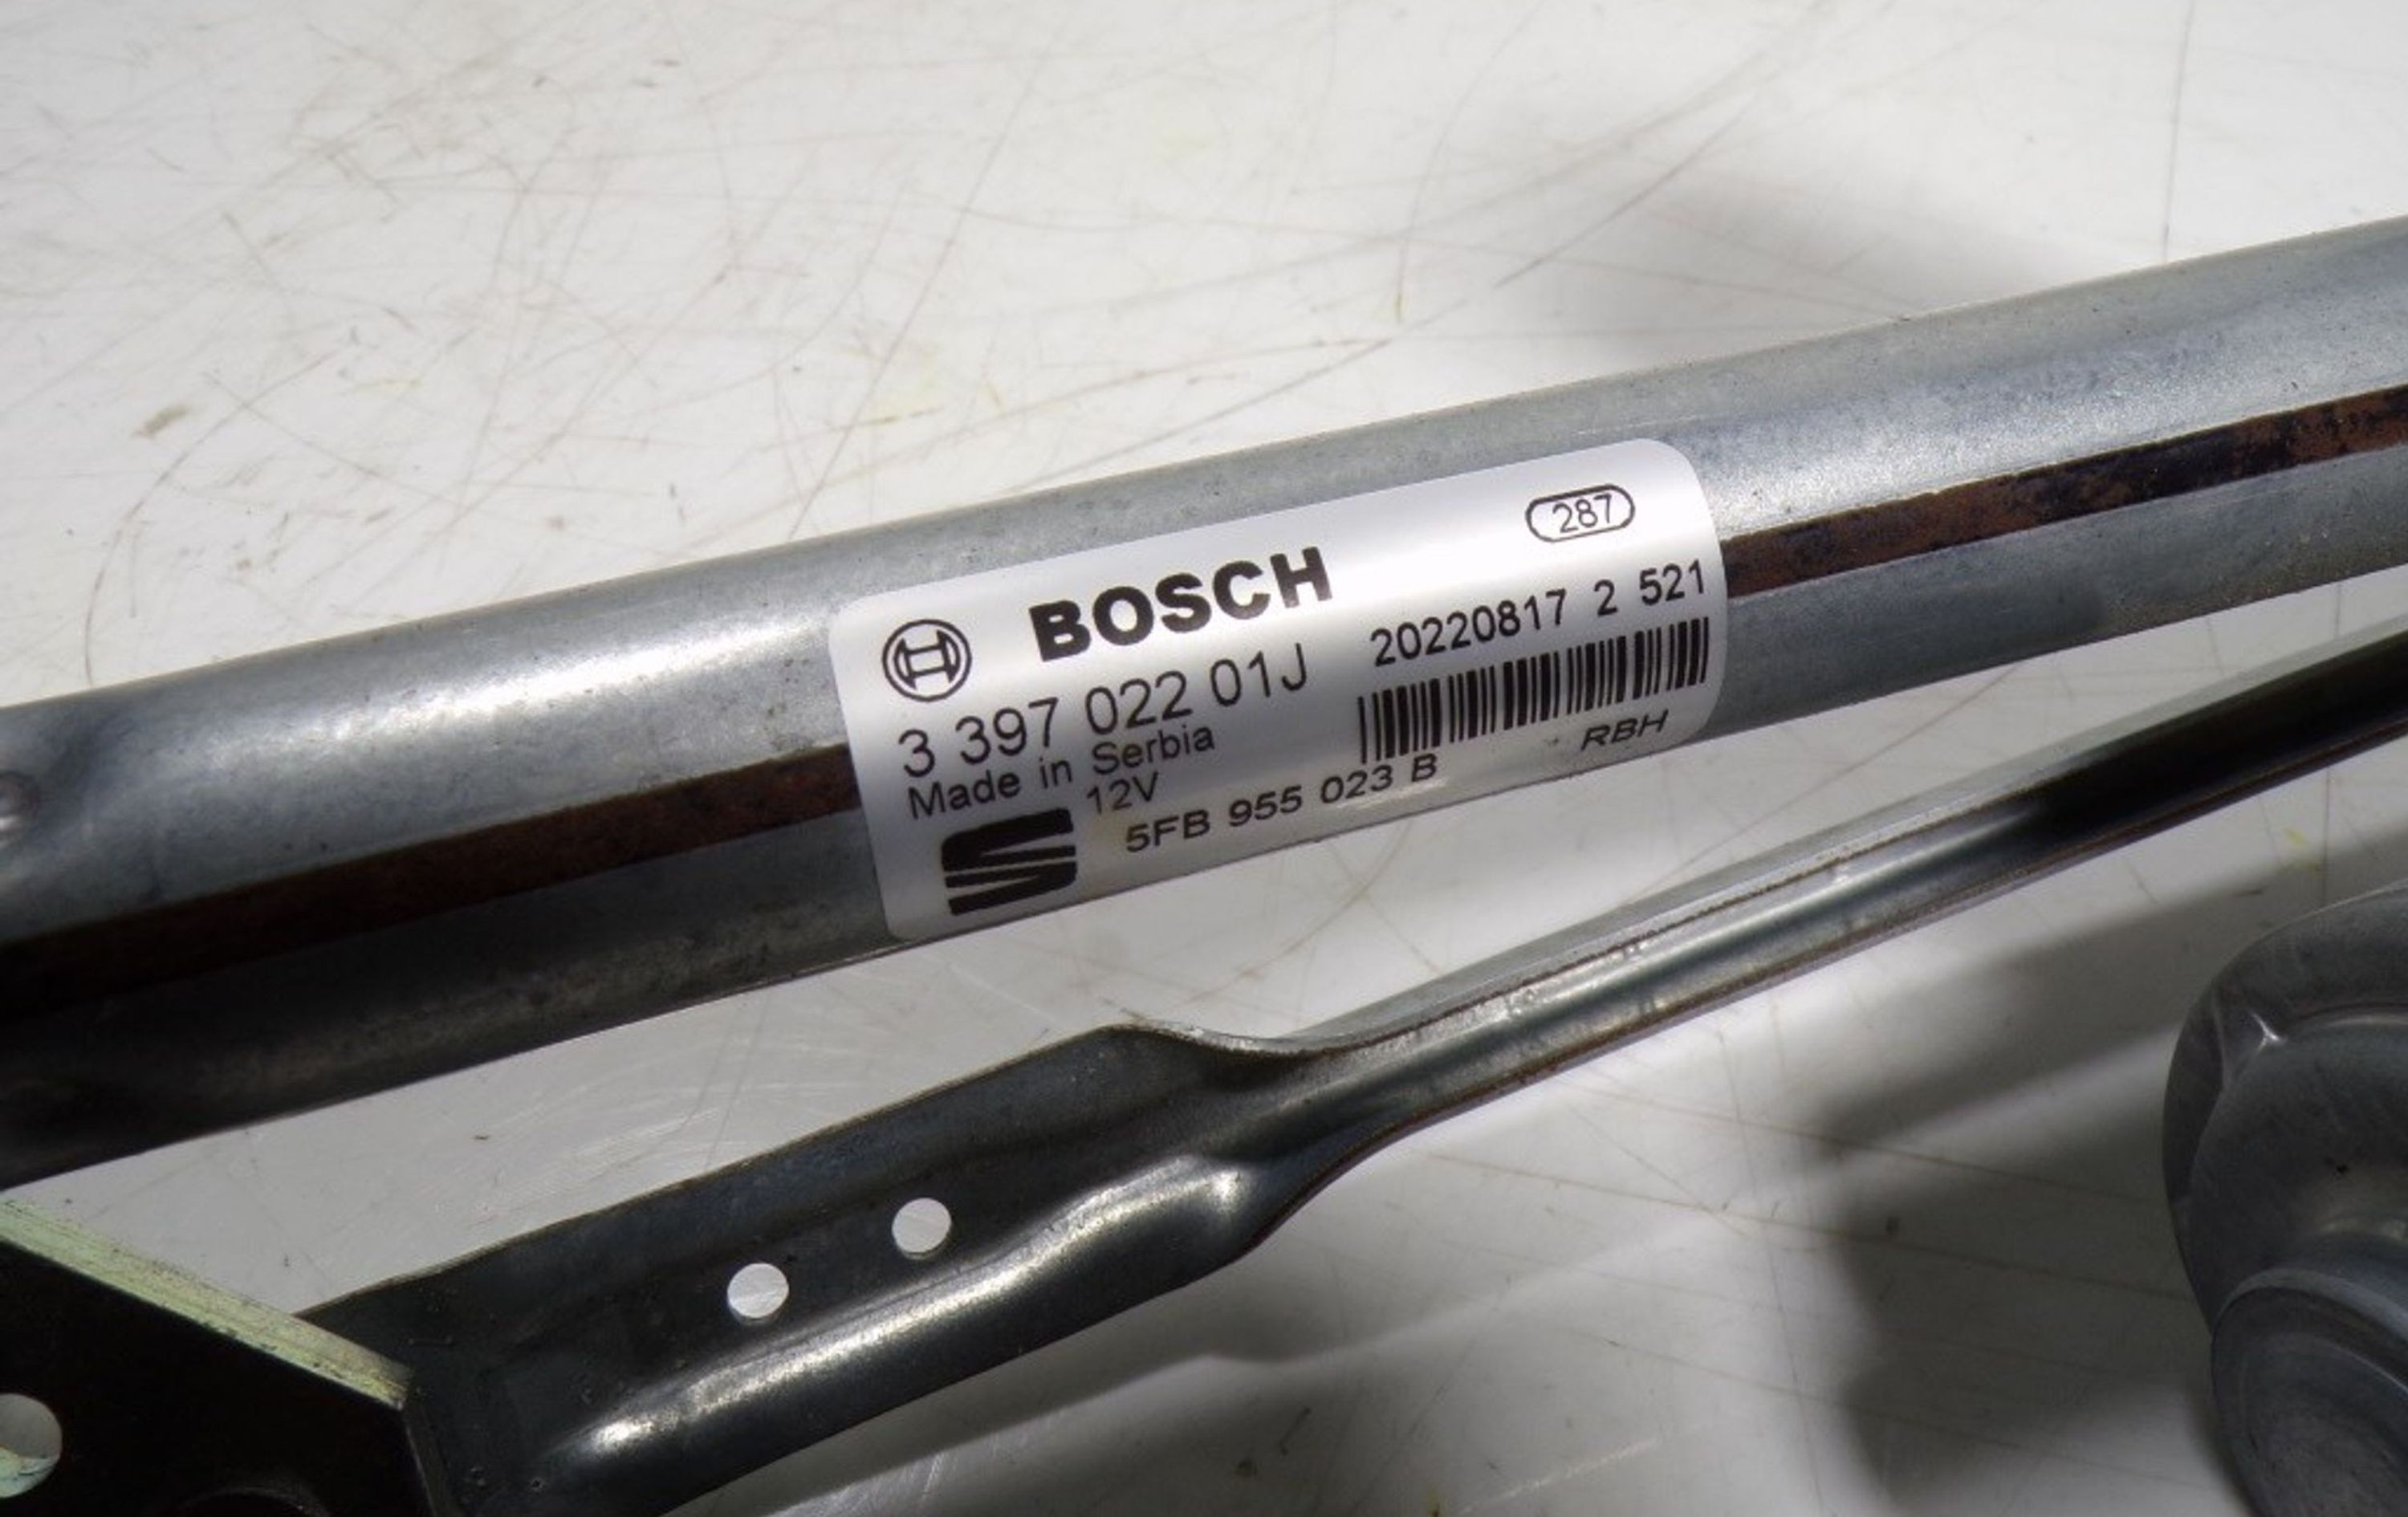 287
BOSCH
20220817 2 521
3 397 022 01J
Made in Serbia
12V
RBH
5FB 955 023 B